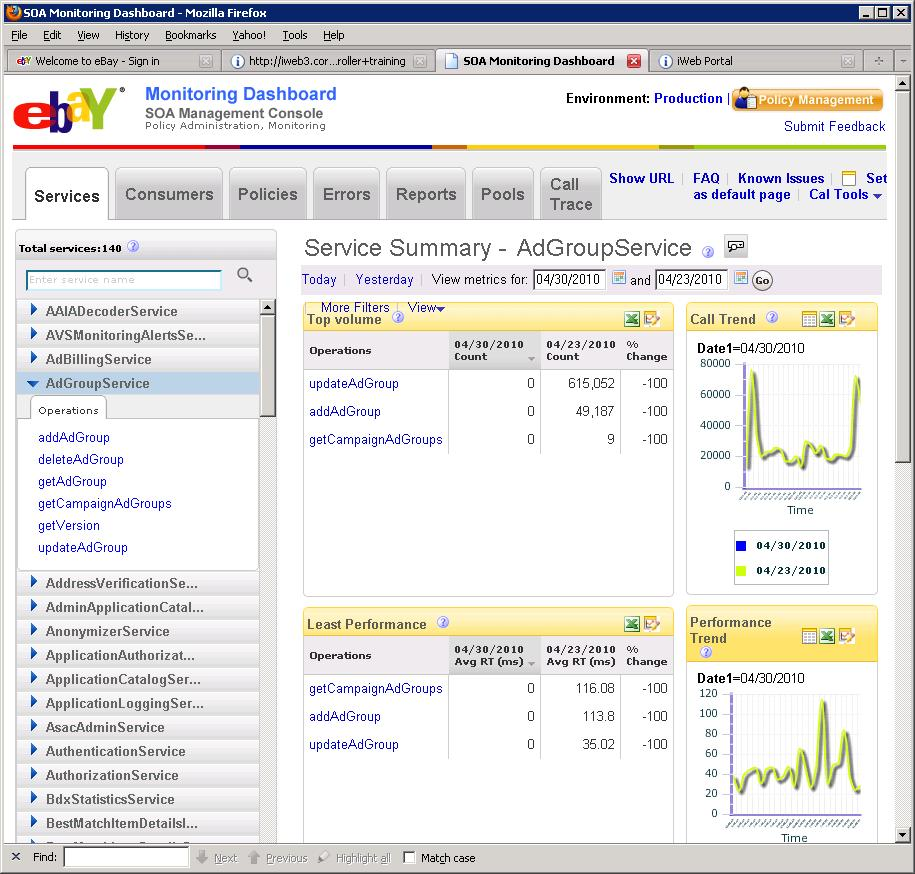 SOA Monitoring Dashboard - Mozilla Firefox
File Edit View History Bookmarks Yahoo! Tools Help
Welcome to eBay - Sign in
http://iweb3.cor...roller+training
SOA Monitoring Dashboard
iWeb Portal
ebaY
Monitoring Dashboard
SOA Management Console
Policy Administration, Monitoring
Environment: Production | Policy Management
Submit Feedback
Services Consumers Policies Errors Reports Pools Call Trace
Show URL | FAQ | Known Issues Set
as default page | Cal Tools
Total services:140
Enter service name
AAIADecoderService
AVSMonitoringAlertsSe...
AdBillingService
AdGroupService
Operations
addAdGroup
deleteAdGroup
getAdGroup
getCampaignAdGroups
getVersion
updateAdGroup
AddressVerificationSe...
AdminApplicationCatal...
AnonymizerService
ApplicationAuthorizat...
ApplicationCatalogSer...
ApplicationLoggingSer...
AsacAdminService
AuthenticationService
AuthorizationService
BdxStatisticsService
BestMatchItemDetailsI...
Service Summary - AdGroupService
Today | Yesterday | View metrics for: 04/30/2010 and 04/23/2010 Go
More Filters | View
Top volume
Operations 04/30/2010 Count 04/23/2010 Count % Change
updateAdGroup 0 615,052 -100
addAdGroup 0 49,187 -100
getCampaignAdGroups 0 9 -100
Call Trend
Date1=04/30/2010
80000
60000
40000
20000
0
Time
04/30/2010
04/23/2010
Least Performance
Operations 04/30/2010 Avg RT (ms) 04/23/2010 Avg RT (ms) % Change
getCampaignAdGroups 0 116.08 -100
addAdGroup 0 113.8 -100
updateAdGroup 0 35.02 -100
Performance Trend
Date1=04/30/2010
120
100
80
60
40
20
0
Time
Find: Next Previous Highlight all Match case